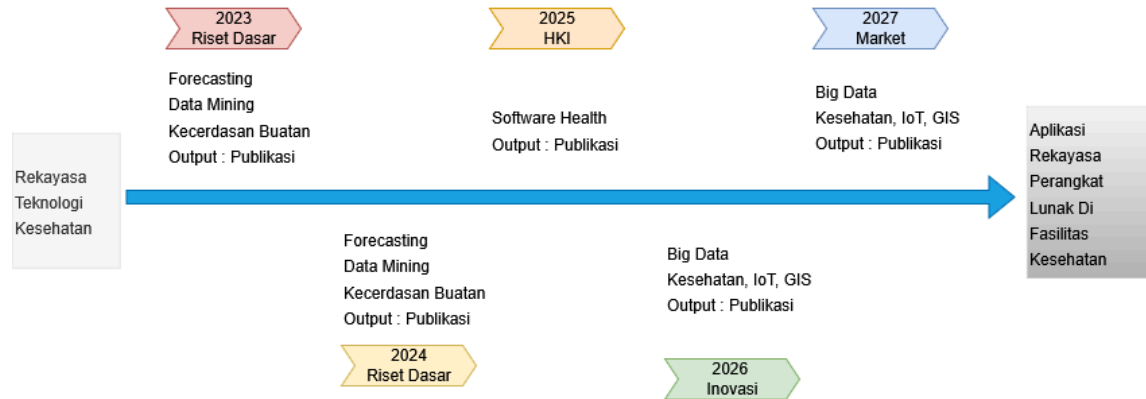 2023
Riset Dasar
2025
HKI
2027
Market
Forecasting
Data Mining
Kecerdasan Buatan
Output : Publikasi
Software Health
Output : Publikasi
Big Data
Kesehatan, IoT, GIS
Output : Publikasi
Rekayasa
Teknologi
Kesehatan
Aplikasi
Rekayasa
Perangkat
Lunak Di
Fasilitas
Kesehatan
Forecasting
Data Mining
Kecerdasan Buatan
Output : Publikasi
Big Data
Kesehatan, IoT, GIS
Output : Publikasi
2024
Riset Dasar
2026
Inovasi